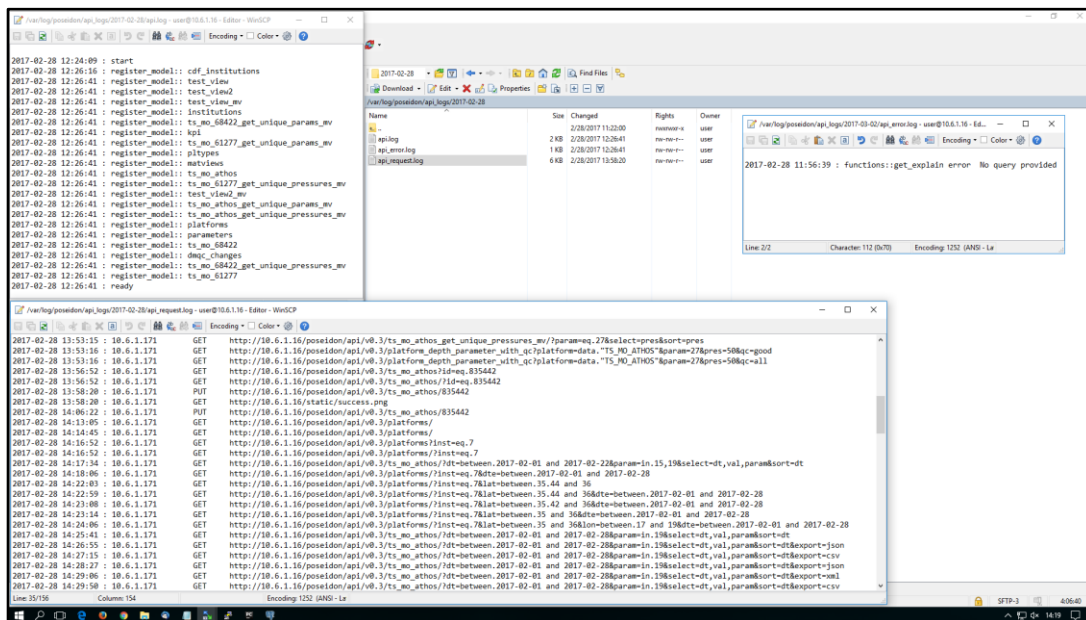 /var/log/poseidon/api_logs/2017-02-28/api.log - user@10.6.1.16 - Editor - WinSCP
Encoding Color
2017-02-28 12:24:09 : start
2017-02-28 12:26:16 : register_model:: cdf_institutions
2017-02-28 12:26:41 : register_model:: test_view
2017-02-28 12:26:41 : register_model:: test_view2
2017-02-28 12:26:41 : register_model:: test_view_mv
2017-02-28 12:26:41 : register_model:: institutions
2017-02-28 12:26:41 : register_model:: ts_mo_68422_get_unique_params_mv
2017-02-28 12:26:41 : register_model:: kpi
2017-02-28 12:26:41 : register_model:: ts_mo_61277_get_unique_params_mv
2017-02-28 12:26:41 : register_model:: pltypes
2017-02-28 12:26:41 : register_model:: matviews
2017-02-28 12:26:41 : register_model:: ts_mo_athos
2017-02-28 12:26:41 : register_model:: ts_mo_61277_get_unique_pressures_mv
2017-02-28 12:26:41 : register_model:: test_view2_mv
2017-02-28 12:26:41 : register_model:: ts_mo_athos_get_unique_params_mv
2017-02-28 12:26:41 : register_model:: ts_mo_athos_get_unique_pressures_mv
2017-02-28 12:26:41 : register_model:: platforms
2017-02-28 12:26:41 : register_model:: parameters
2017-02-28 12:26:41 : register_model:: ts_mo_68422
2017-02-28 12:26:41 : register_model:: dmqc_changes
2017-02-28 12:26:41 : register_model:: ts_mo_68422_get_unique_pressures_mv
2017-02-28 12:26:41 : register_model:: ts_mo_61277
2017-02-28 12:26:41 : ready
2017-02-28 Find Files
Download Edit Properties
/var/log/poseidon/api_logs/2017-02-28
Name Size Changed Rights Owner
.. 2/28/2017 11:22:00 rwxrwxr-x user
api.log 2 KB 2/28/2017 12:26:41 rw-rw-r-- user
api_error.log 1 KB 2/28/2017 12:26:41 rw-rw-r-- user
api_request.log 6 KB 2/28/2017 13:58:20 rw-rw-r-- user
/var/log/poseidon/api_logs/2017-03-02/api_error.log - user@10.6.1.16 - Ed...
Encoding Color
2017-02-28 11:56:39 : functions::get_explain error No query provided
Line: 2/2 Character: 112 (0x70) Encoding: 1252 (ANSI - La
/var/log/poseidon/api_logs/2017-02-28/api_request.log - user@10.6.1.16 - Editor - WinSCP
Encoding Color
2017-02-28 13:53:15 : 10.6.1.171 GET http://10.6.1.16/poseidon/api/v0.3/ts_mo_athos_get_unique_pressures_mv/?param=eq.27&select=pres&sort=pres
2017-02-28 13:53:16 : 10.6.1.171 GET http://10.6.1.16/poseidon/api/v0.3/platform_depth_parameter_with_qc?platform=data."TS_MO_ATHOS"&param=27&pres=50&qc=good
2017-02-28 13:53:16 : 10.6.1.171 GET http://10.6.1.16/poseidon/api/v0.3/platform_depth_parameter_with_qc?platform=data."TS_MO_ATHOS"&param=27&pres=50&qc=all
2017-02-28 13:56:52 : 10.6.1.171 GET http://10.6.1.16/poseidon/api/v0.3/ts_mo_athos?id=eq.835442
2017-02-28 13:56:52 : 10.6.1.171 GET http://10.6.1.16/poseidon/api/v0.3/ts_mo_athos/?id=eq.835442
2017-02-28 13:58:20 : 10.6.1.171 PUT http://10.6.1.16/poseidon/api/v0.3/ts_mo_athos/835442
2017-02-28 13:58:20 : 10.6.1.171 GET http://10.6.1.16/static/success.png
2017-02-28 14:06:22 : 10.6.1.171 PUT http://10.6.1.16/poseidon/api/v0.3/ts_mo_athos/835442
2017-02-28 14:13:05 : 10.6.1.171 GET http://10.6.1.16/poseidon/api/v0.3/platforms/
2017-02-28 14:14:45 : 10.6.1.171 GET http://10.6.1.16/poseidon/api/v0.3/platforms/
2017-02-28 14:16:52 : 10.6.1.171 GET http://10.6.1.16/poseidon/api/v0.3/platforms?inst=eq.7
2017-02-28 14:16:52 : 10.6.1.171 GET http://10.6.1.16/poseidon/api/v0.3/platforms/?inst=eq.7
2017-02-28 14:17:34 : 10.6.1.171 GET http://10.6.1.16/poseidon/api/v0.3/ts_mo_athos/?dt=between.2017-02-01 and 2017-02-22&param=in.15,19&select=dt,val,param&sort=dt
2017-02-28 14:18:06 : 10.6.1.171 GET http://10.6.1.16/poseidon/api/v0.3/platforms/?inst=eq.7&dte=between.2017-02-01 and 2017-02-28
2017-02-28 14:22:03 : 10.6.1.171 GET http://10.6.1.16/poseidon/api/v0.3/platforms/?inst=eq.7&lat=between.35.44 and 36
2017-02-28 14:22:59 : 10.6.1.171 GET http://10.6.1.16/poseidon/api/v0.3/platforms/?inst=eq.7&lat=between.35.44 and 36&dte=between.2017-02-01 and 2017-02-28
2017-02-28 14:23:08 : 10.6.1.171 GET http://10.6.1.16/poseidon/api/v0.3/platforms/?inst=eq.7&lat=between.35.42 and 36&dte=between.2017-02-01 and 2017-02-28
2017-02-28 14:23:14 : 10.6.1.171 GET http://10.6.1.16/poseidon/api/v0.3/platforms/?inst=eq.7&lat=between.35 and 36&dte=between.2017-02-01 and 2017-02-28
2017-02-28 14:24:06 : 10.6.1.171 GET http://10.6.1.16/poseidon/api/v0.3/platforms/?inst=eq.7&lat=between.35 and 36&lon=between.17 and 19&dte=between.2017-02-01 and 2017-02-28
2017-02-28 14:25:41 : 10.6.1.171 GET http://10.6.1.16/poseidon/api/v0.3/ts_mo_athos/?dt=between.2017-02-01 and 2017-02-28&param=in.19&select=dt,val,param&sort=dt
2017-02-28 14:26:55 : 10.6.1.171 GET http://10.6.1.16/poseidon/api/v0.3/ts_mo_athos/?dt=between.2017-02-01 and 2017-02-28&param=in.19&select=dt,val,param&sort=dt&export=json
2017-02-28 14:27:15 : 10.6.1.171 GET http://10.6.1.16/poseidon/api/v0.3/ts_mo_athos/?dt=between.2017-02-01 and 2017-02-28&param=in.19&select=dt,val,param&sort=dt&export=csv
2017-02-28 14:28:27 : 10.6.1.171 GET http://10.6.1.16/poseidon/api/v0.3/ts_mo_athos/?dt=between.2017-02-01 and 2017-02-28&param=in.19&select=dt,val,param&sort=dt&export=json
2017-02-28 14:29:06 : 10.6.1.171 GET http://10.6.1.16/poseidon/api/v0.3/ts_mo_athos/?dt=between.2017-02-01 and 2017-02-28&param=in.19&select=dt,val,param&sort=dt&export=xml
2017-02-28 14:29:50 : 10.6.1.171 GET http://10.6.1.16/poseidon/api/v0.3/ts_mo_athos/?dt=between.2017-02-01 and 2017-02-28&param=in.19&select=dt,val,param&sort=dt&export=csv
Line: 35/156 Column: 154 Encoding: 1252 (ANSI - La
SFTP-3 4:06:40
14:19